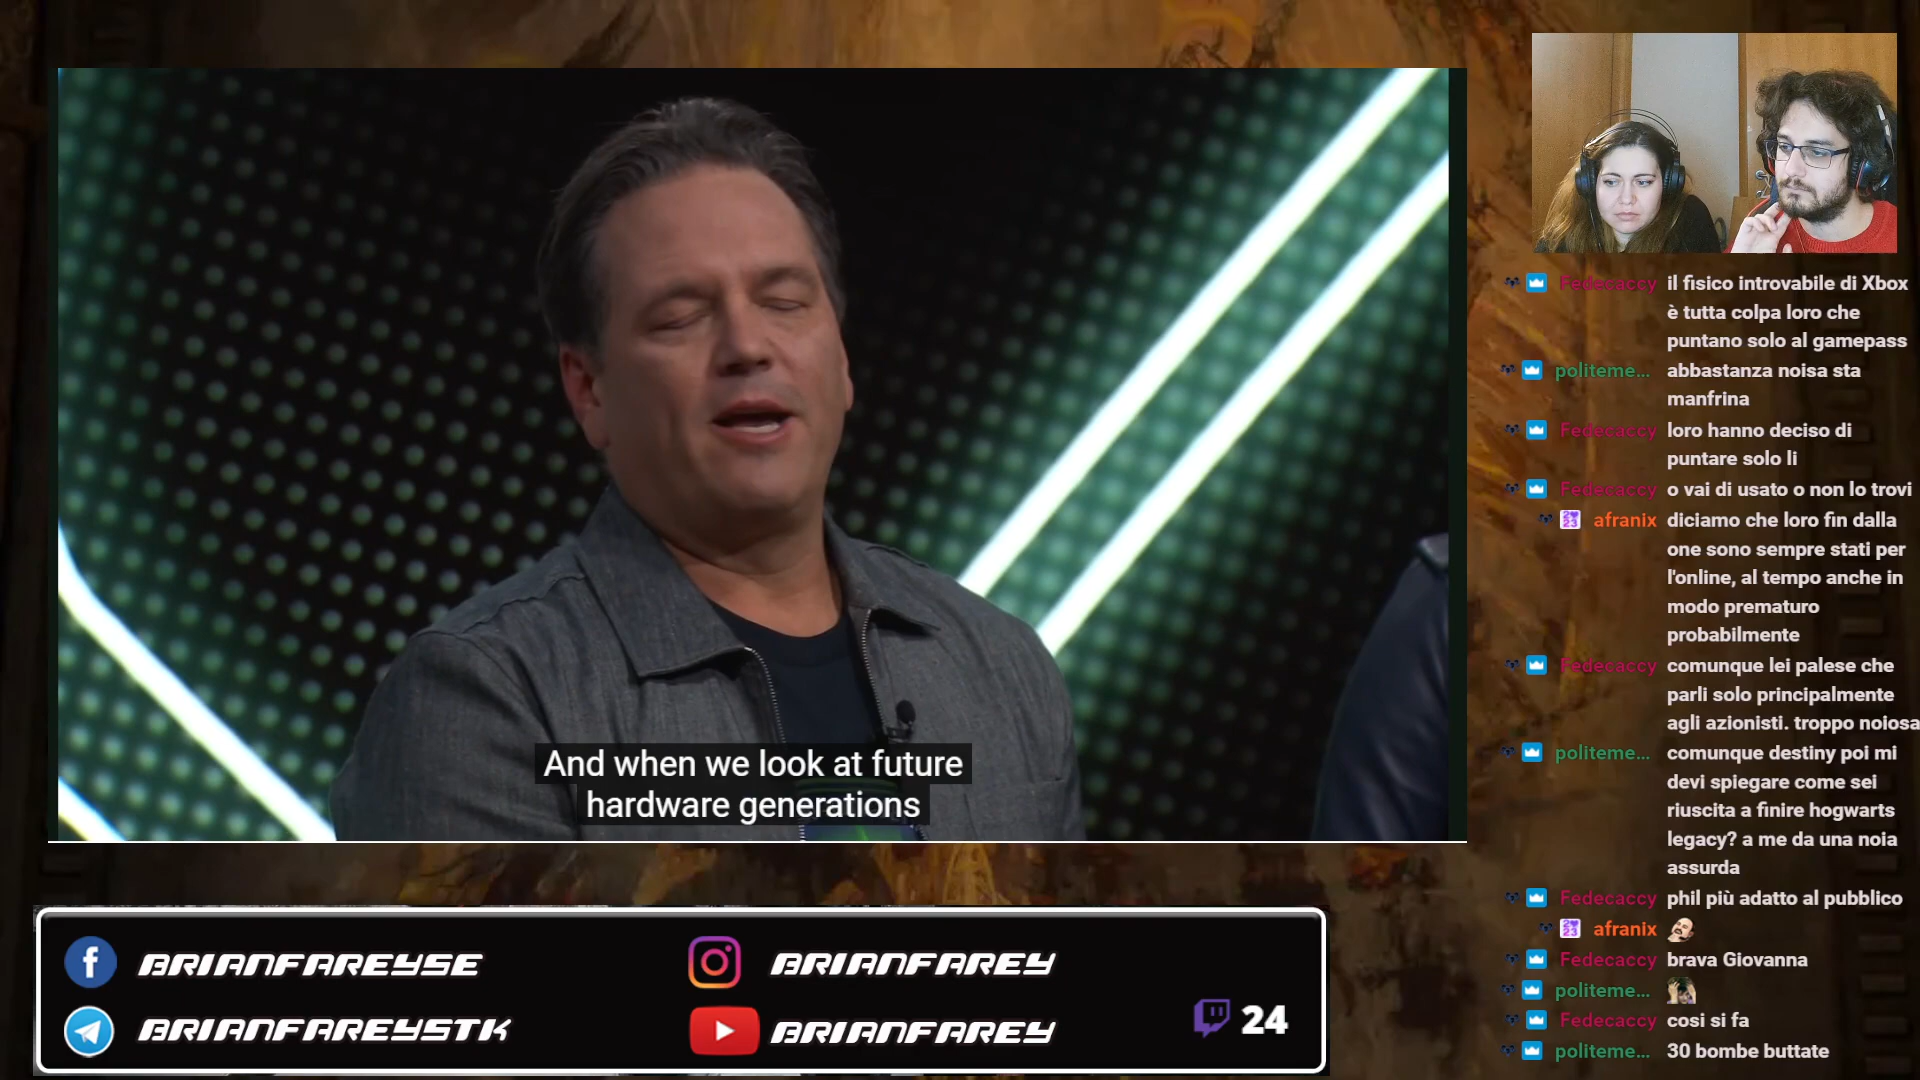 And when we look at future
hardware generations
Fedecaccy il fisico introvabile di Xbox
è tutta colpa loro che
puntano solo al gamepass
politeme... abbastanza noisa sta
manfrina
Fedecaccy loro hanno deciso di
puntare solo li
Fedecaccy o vai di usato o non lo trovi
afranix diciamo che loro fin dalla
one sono sempre stati per
l'online, al tempo anche in
modo prematuro
probabilmente
Fedecaccy comunque lei palese che
parli solo principalmente
agli azionisti. troppo noiosa
politeme... comunque destiny poi mi
devi spiegare come sei
riuscita a finire hogwarts
legacy? a me da una noia
assurda
Fedecaccy phil più adatto al pubblico
afranix
Fedecaccy brava Giovanna
politeme...
Fedecaccy cosi si fa
politeme... 30 bombe buttate
BRIANFAREYSE
BRIANFAREY
BRIANFAREYSTK
BRIANFAREY
24